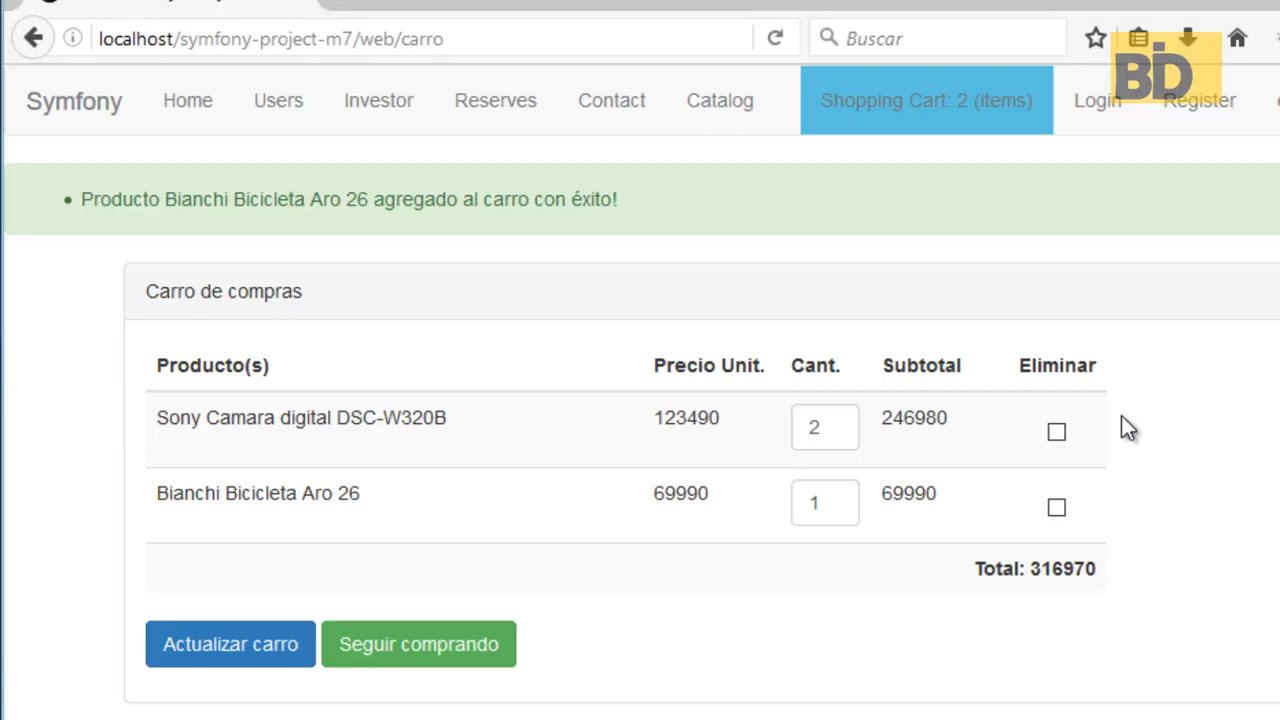 localhost/symfony-project-m7/web/carro
Buscar
BID
Symfony Home Users Investor Reserves Contact Catalog Shopping Cart: 2 (items) Login Register
Producto Bianchi Bicicleta Aro 26 agregado al carro con éxito!
Carro de compras
Producto(s) Precio Unit. Cant. Subtotal Eliminar
Sony Camara digital DSC-W320B 123490 2 246980
Bianchi Bicicleta Aro 26 69990 1 69990
Total: 316970
Actualizar carro Seguir comprando